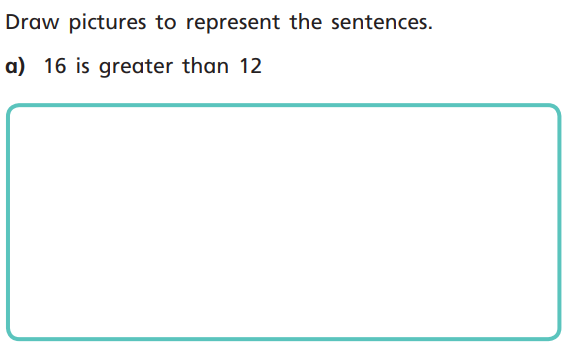 Draw pictures to represent the sentences.
a) 16 is greater than 12